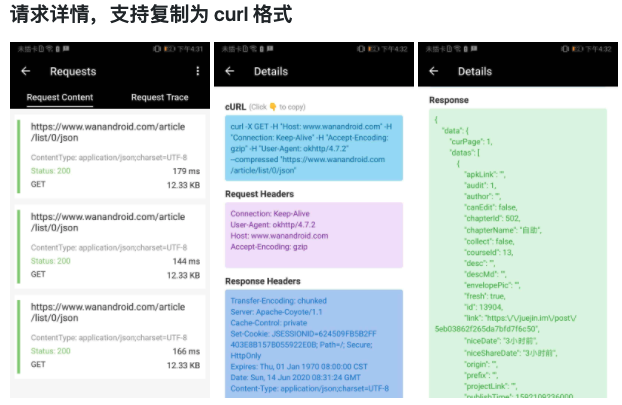 请求详情，支持复制为 curl 格式
下午4:31
Requests
Request Content
Request Trace
https://www.wanandroid.com/article
/list/0/json
ContentType: application/json;charset=UTF-8
Status: 200
179 ms
GET
12.33 KB
https://www.wanandroid.com/article
/list/0/json
ContentType: application/json;charset=UTF-8
Status: 200
144 ms
GET
12.33 KB
https://www.wanandroid.com/article
/list/0/json
ContentType: application/json;charset=UTF-8
Status: 200
166 ms
GET
12.33 KB
下午4:32
Details
cURL (Click 👇 to copy)
curl -X GET -H "Host: www.wanandroid.com" -H
"Connection: Keep-Alive" -H "Accept-Encoding:
gzip" -H "User-Agent: okhttp/4.7.2"
--compressed "https://www.wanandroid.com
/article/list/0/json"
Request Headers
Connection: Keep-Alive
User-Agent: okhttp/4.7.2
Host: www.wanandroid.com
Accept-Encoding: gzip
Response Headers
Transfer-Encoding: chunked
Server: Apache-Coyote/1.1
Cache-Control: private
Set-Cookie: JSESSIONID=624509FB5B2FF
403E8B157B055922E0B; Path=/; Secure;
HttpOnly
Expires: Thu, 01 Jan 1970 08:00:00 CST
Date: Sun, 14 Jun 2020 08:31:24 GMT
Content-Type: application/json;charset=UTF-8
下午4:32
Details
Response
{
"data": {
"curPage": 1,
"datas": [
{
"apkLink": "",
"audit": 1,
"author": "",
"canEdit": false,
"chapterId": 502,
"chapterName": "自助",
"collect": false,
"courseId": 13,
"desc": "",
"descMd": "",
"envelopePic": "",
"fresh": true,
"id": 13904,
"link": "https:\/\/juejin.im\/post\/
5eb03862f265da7bfd7f6c50",
"niceDate": "3小时前",
"niceShareDate": "3小时前",
"origin": "",
"prefix": "",
"projectLink": "",